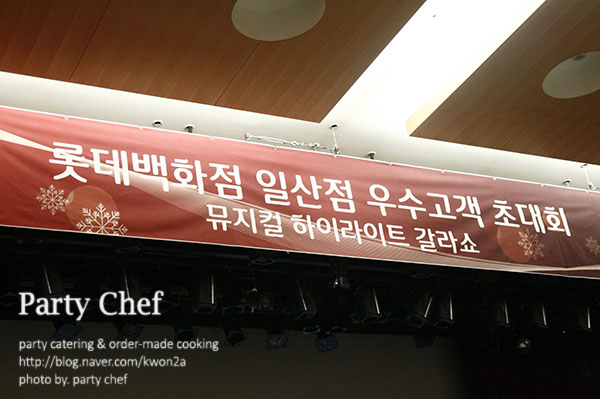 롯데백화점 일산점 우수고객 초대회
뮤지컬 하이라이트 갈라쇼
Party Chef
party catering & order-made cooking
http://blog.naver.com/kwon2a
photo by. party chef